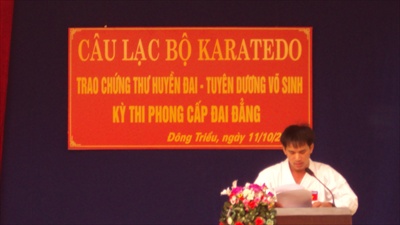 CÂU LẠC BỘ KARATEDO
TRAO CHỨNG THƯ HUYỀN ĐAI - TUYÊN DƯƠNG VÕ SINH
KỲ THI PHONG CẤP ĐAI ĐẲNG
Đông Triều, ngày 11/10/2